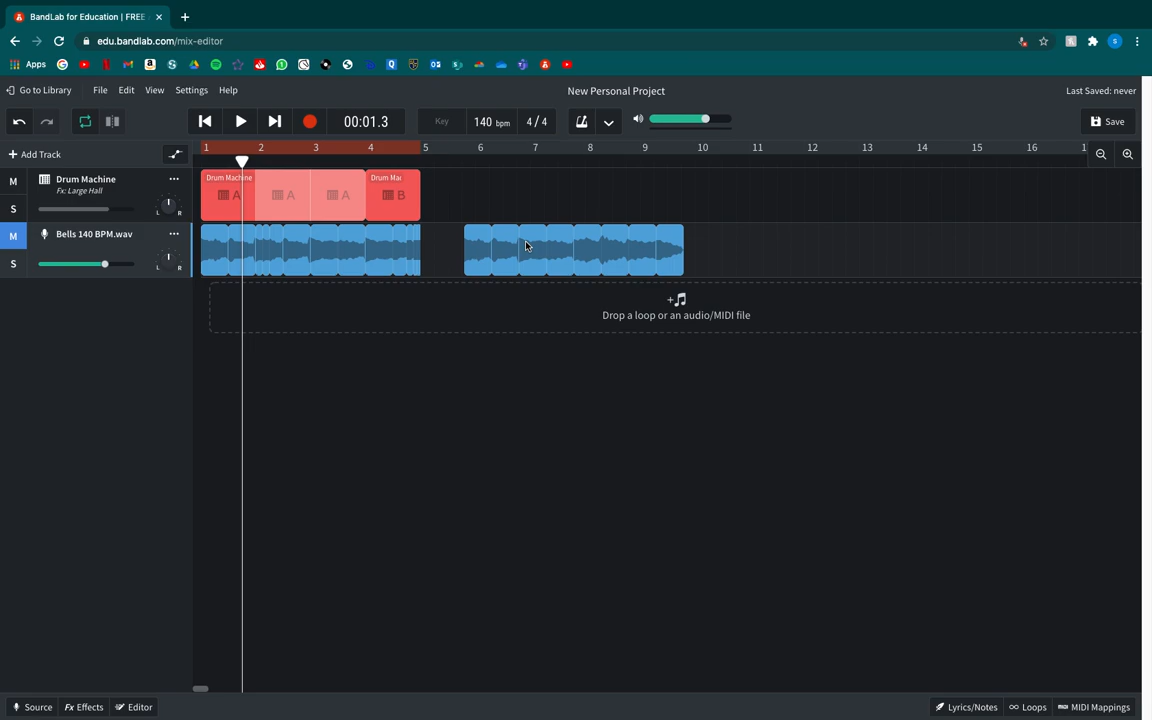 BandLab for Education | FREE
edu.bandlab.com/mix-editor
Apps
Go to Library File Edit View Settings Help New Personal Project Last Saved: never
00:01.3 Key 140 bpm 4 / 4 Save
Add Track 1 2 3 4 5 6 7 8 9 10 11 12 13 14 15 16
M Drum Machine Drum Machine Drum Mac
Fx: Large Hall A A A B
S L R
M Bells 140 BPM.wav
S L R
Drop a loop or an audio/MIDI file
Source Fx Effects Editor Lyrics/Notes Loops MIDI Mappings